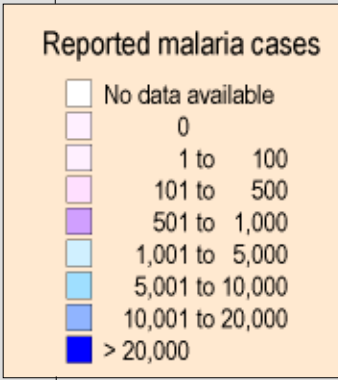 Reported malaria cases
No data available
0
1 to 100
101 to 500
501 to 1,000
1,001 to 5,000
5,001 to 10,000
10,001 to 20,000
> 20,000